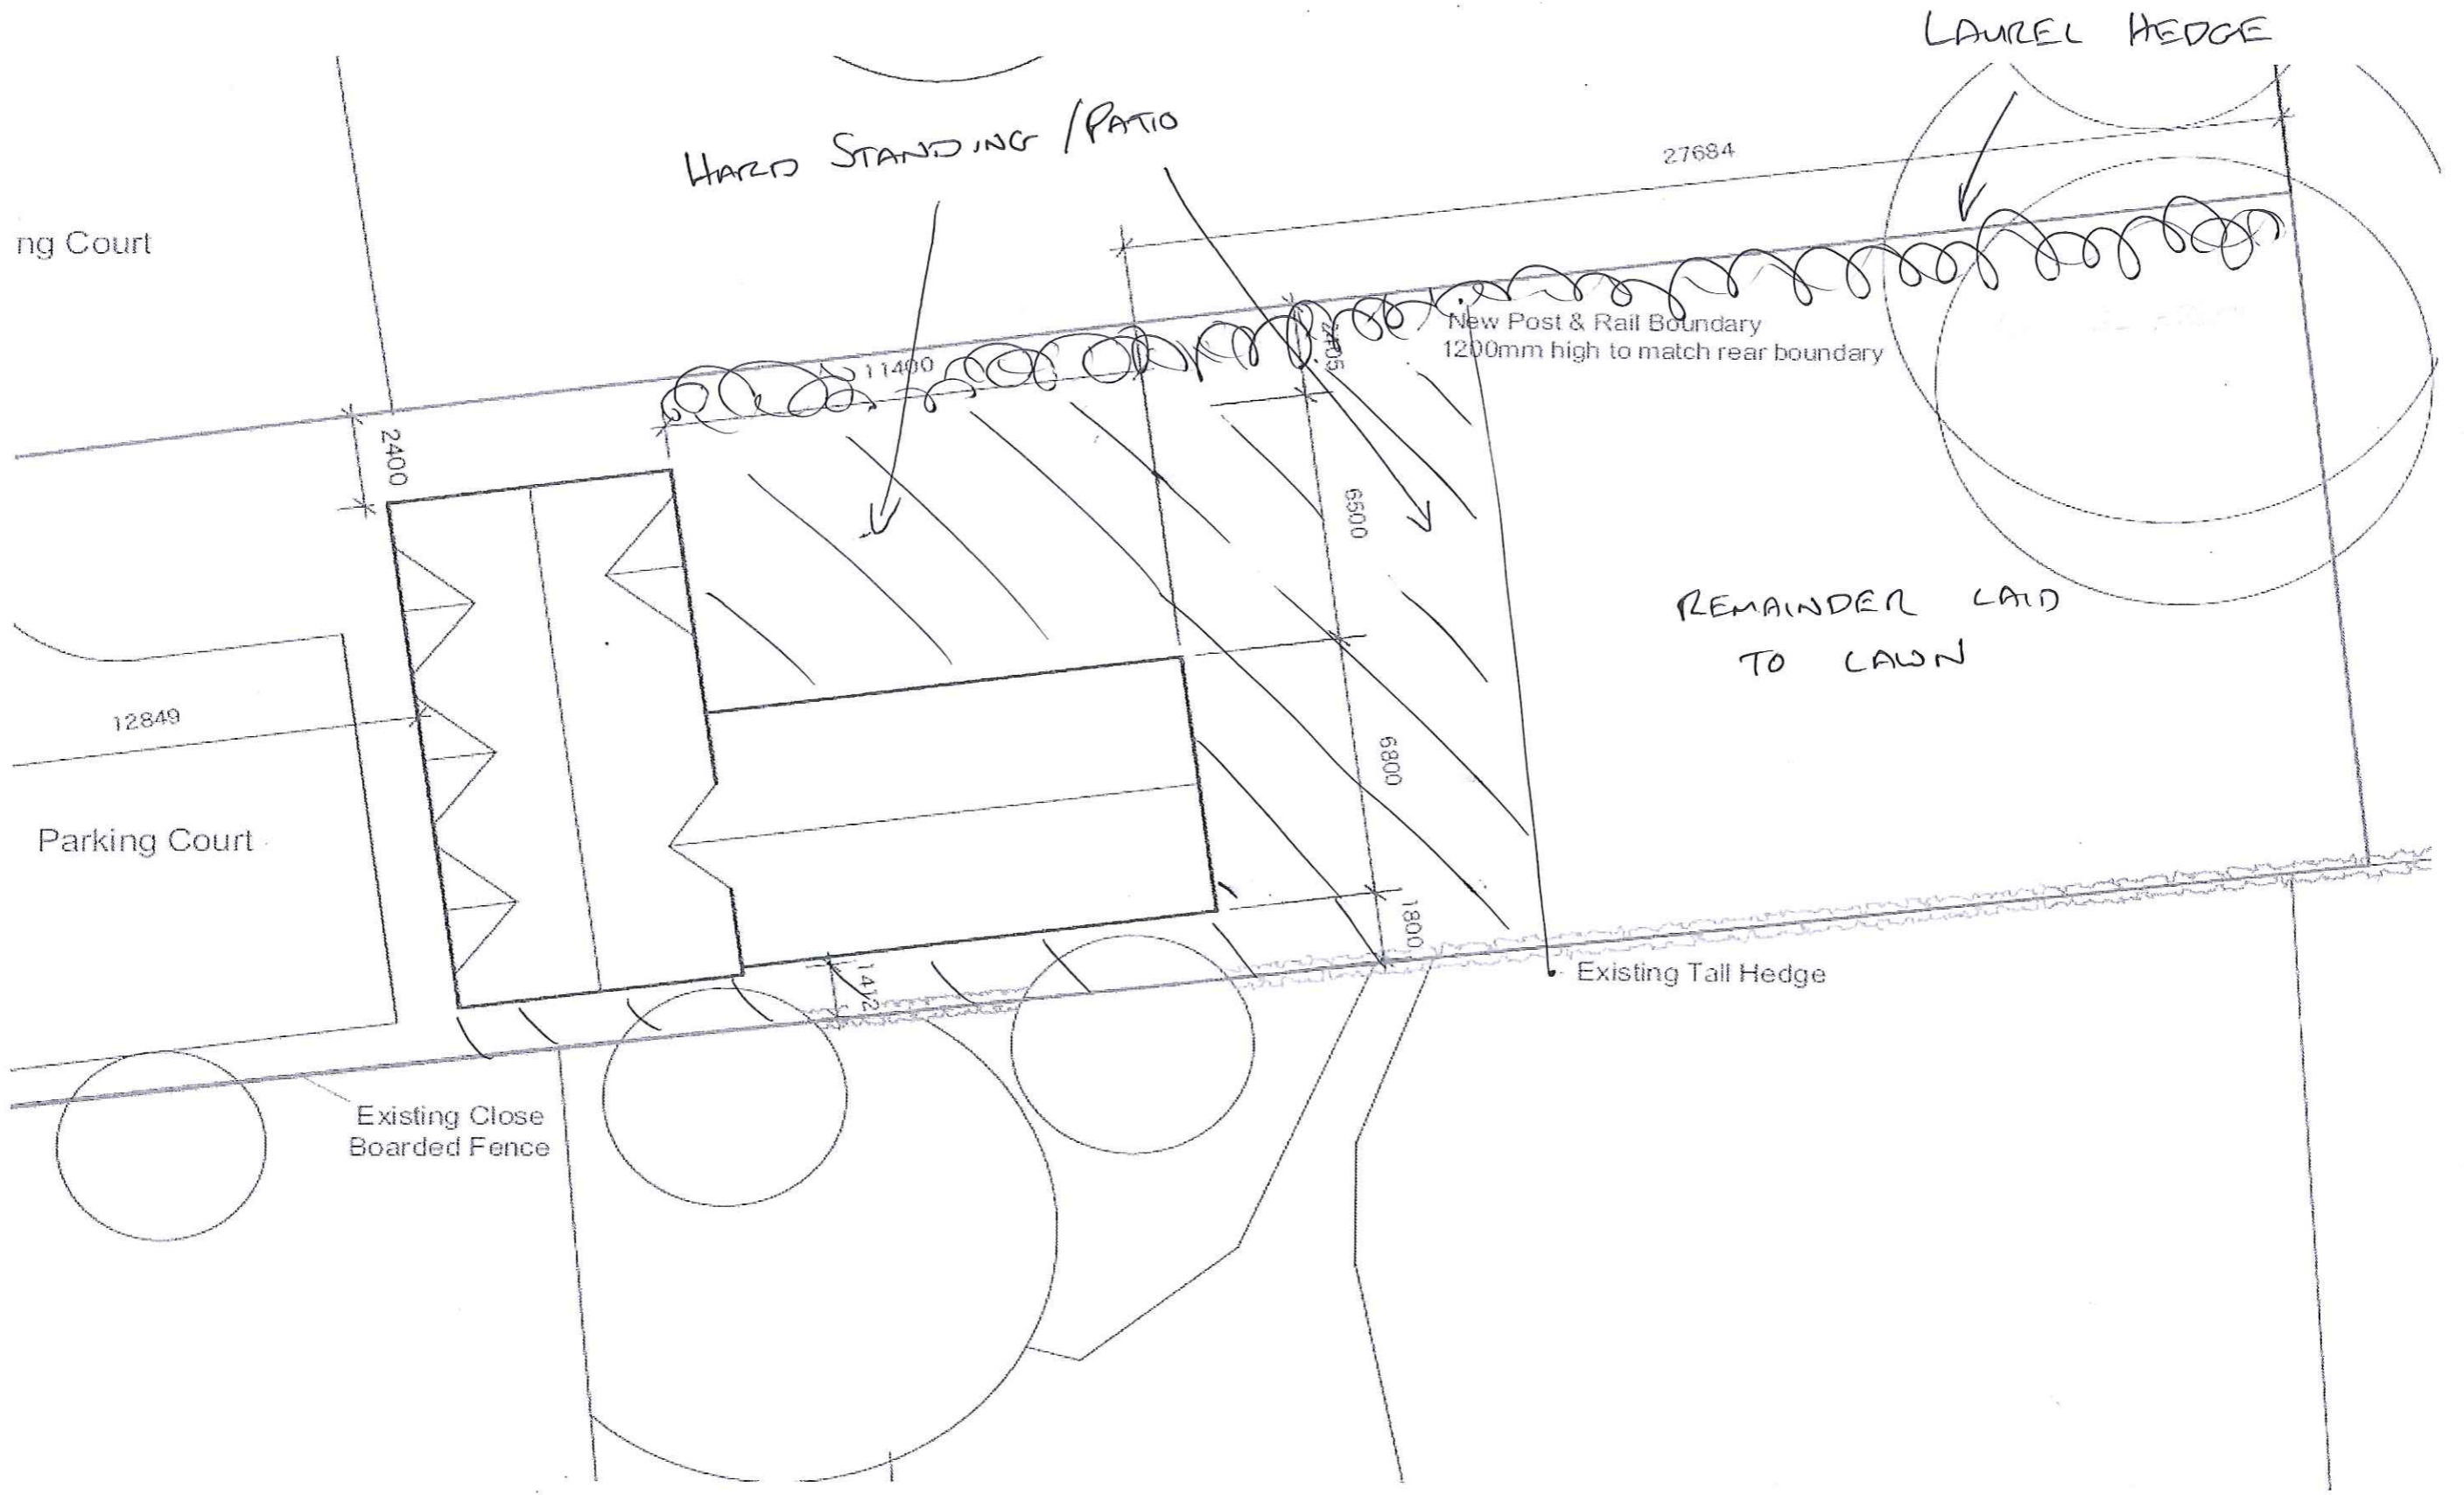 LAUREL HEDGE
HARD STANDING / PATIO
27684
ng Court
New Post & Rail Boundary
1200mm high to match rear boundary
11400
2400
6500
REMAINDER LAID
TO LAWN
12849
6800
Parking Court
1800
1412
Existing Tall Hedge
Existing Close
Boarded Fence